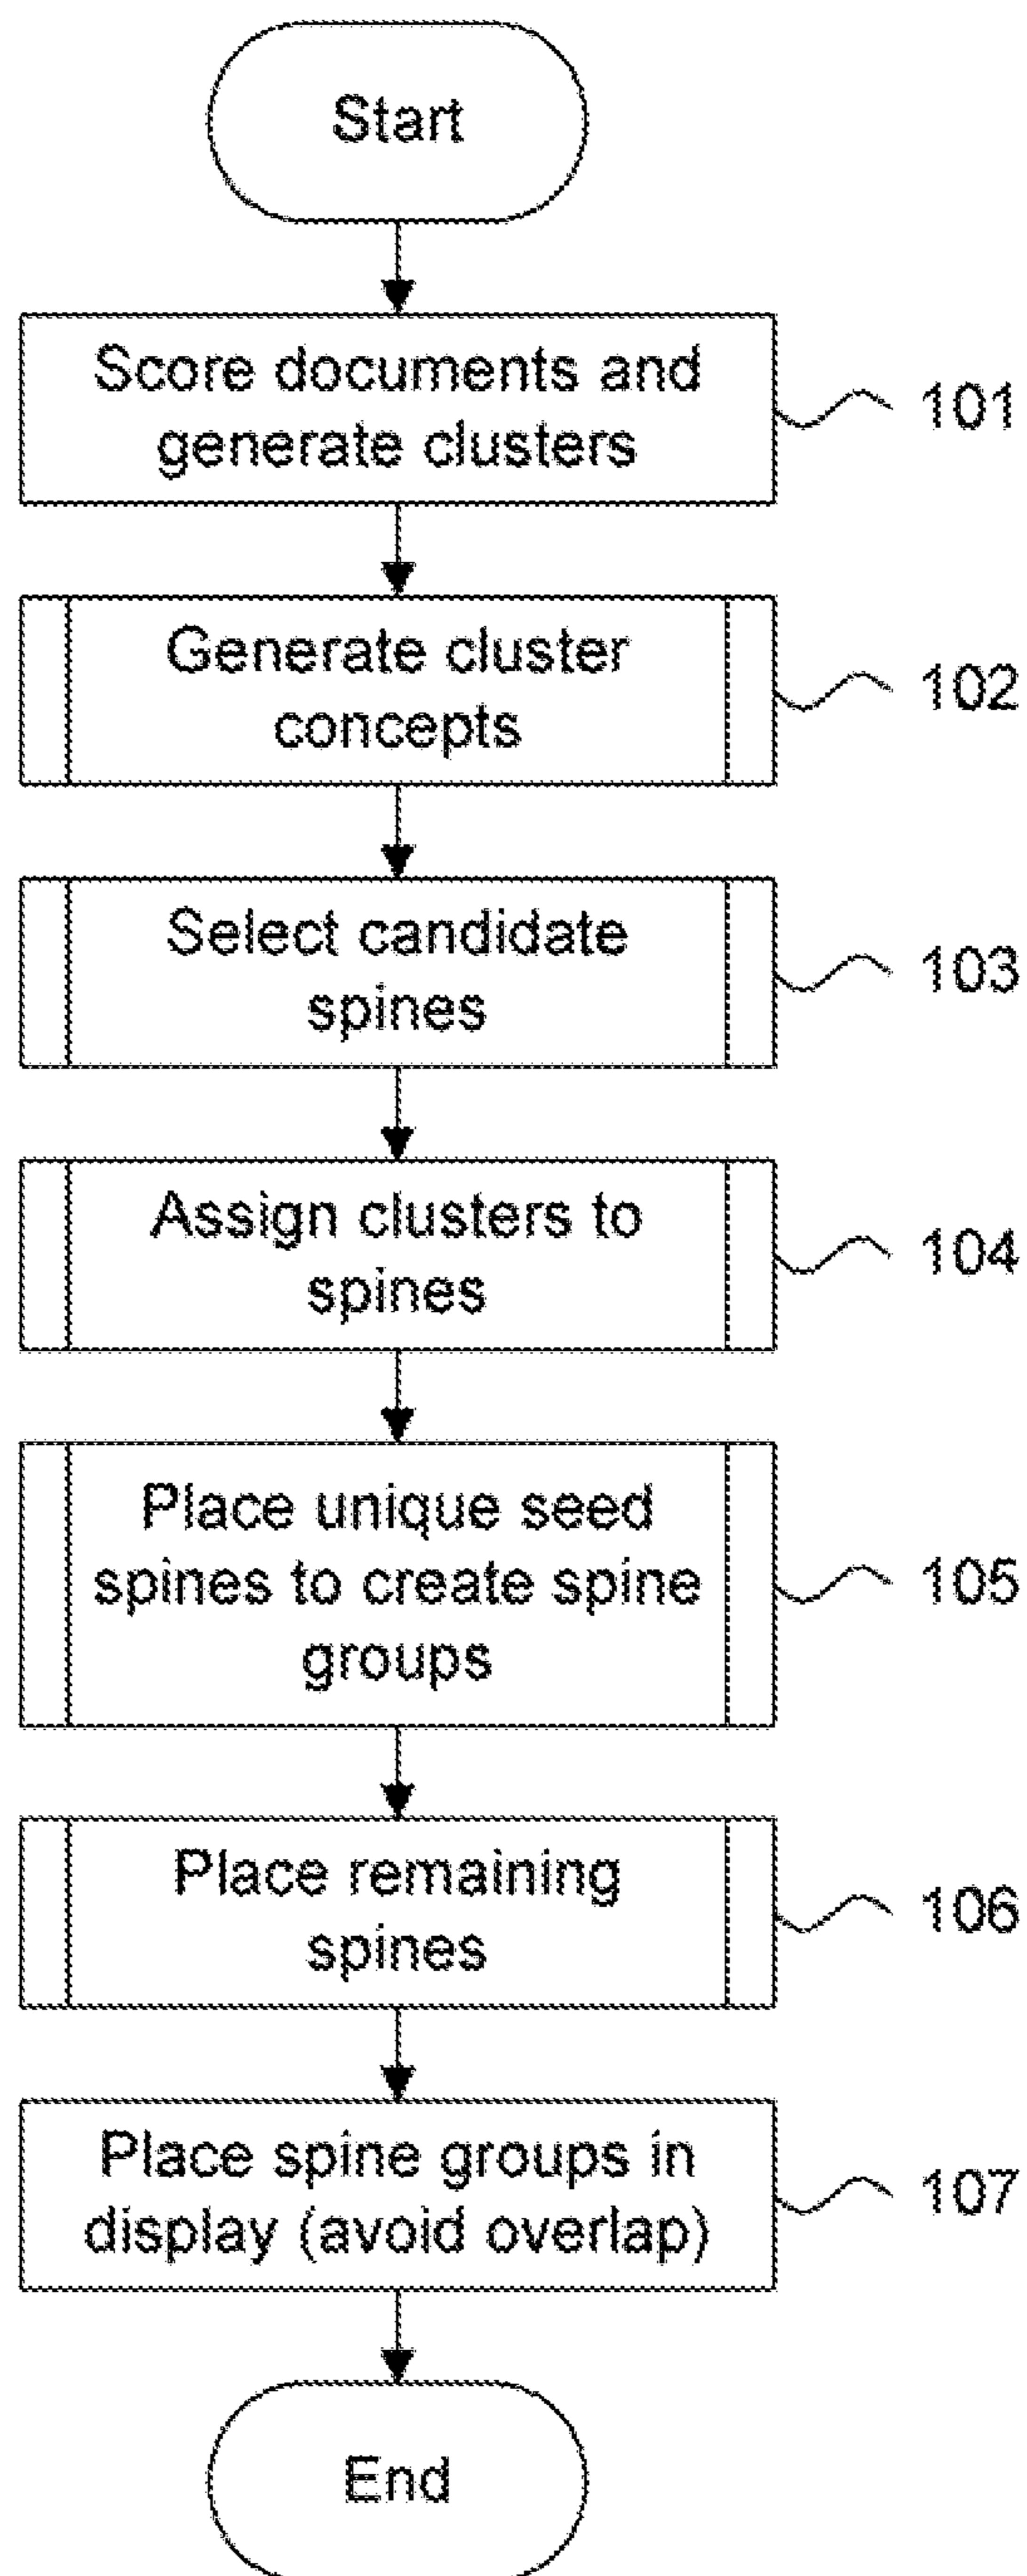 Start
Score documents and
generate clusters
101
Generate cluster
concepts
102
Select candidate
spines
103
Assign clusters to
spines
104
Place unique seed
spines to create spine
groups
105
Place remaining
spines
106
Place spine groups in
display (avoid overlap)
107
End